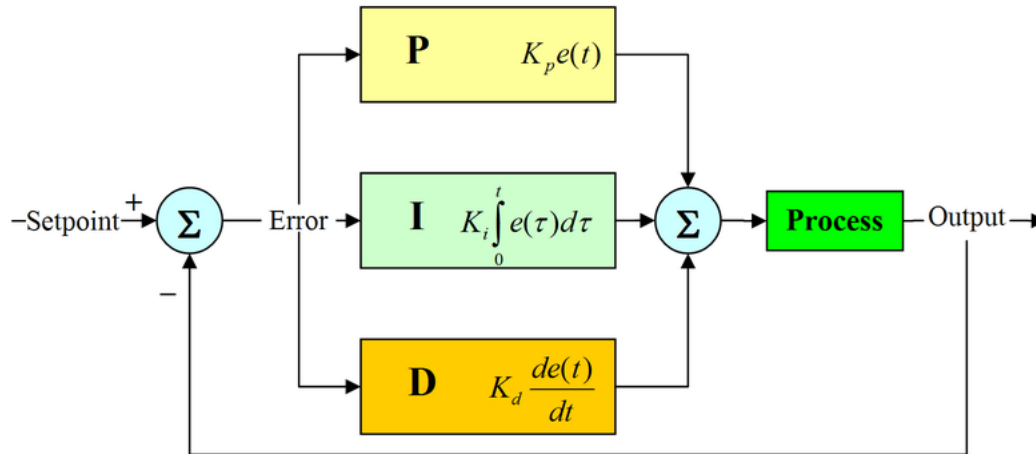 P K_p e(t)
+
–Setpoint Σ Error I K_i ∫_0^t e(τ)dτ Σ Process Output
−
D K_d de(t)/dt